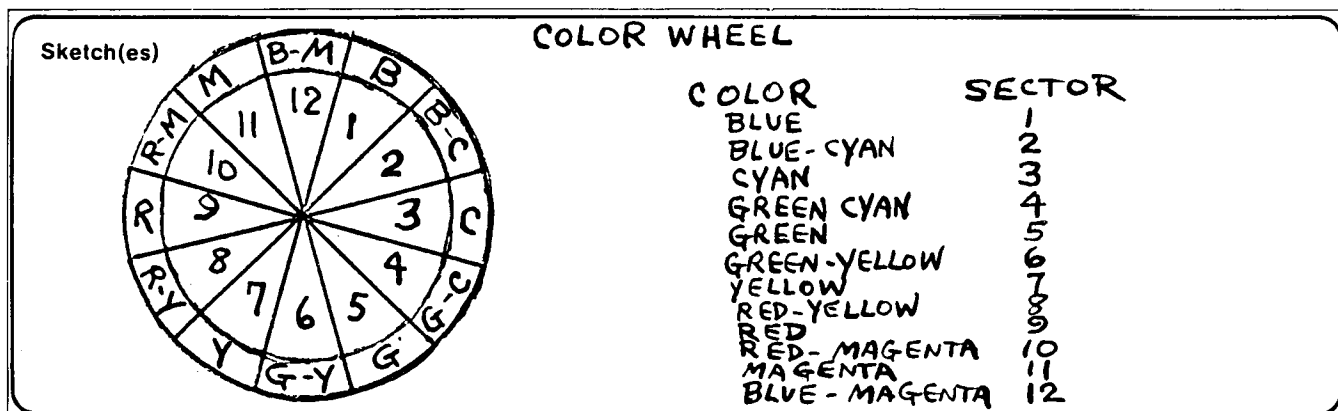 Sketch(es)
COLOR WHEEL
B-M
B
B-C
C
G-C
G
G-Y
Y
R-Y
R
R-M
M
12
1
2
3
4
5
6
7
8
9
10
11
COLOR SECTOR
BLUE 1
BLUE-CYAN 2
CYAN 3
GREEN CYAN 4
GREEN 5
GREEN-YELLOW 6
YELLOW 7
RED-YELLOW 8
RED 9
RED-MAGENTA 10
MAGENTA 11
BLUE-MAGENTA 12